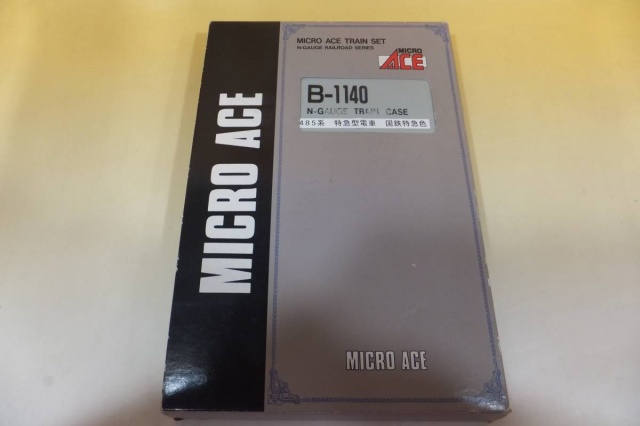 MICRO ACE TRAIN SET
N-GAUGE RAILROAD SERIES
MICRO
ACE
B-1140
N-GAUGE TRAIN CASE
485系 特急型電車 国鉄特急色
MICRO ACE
MICRO ACE